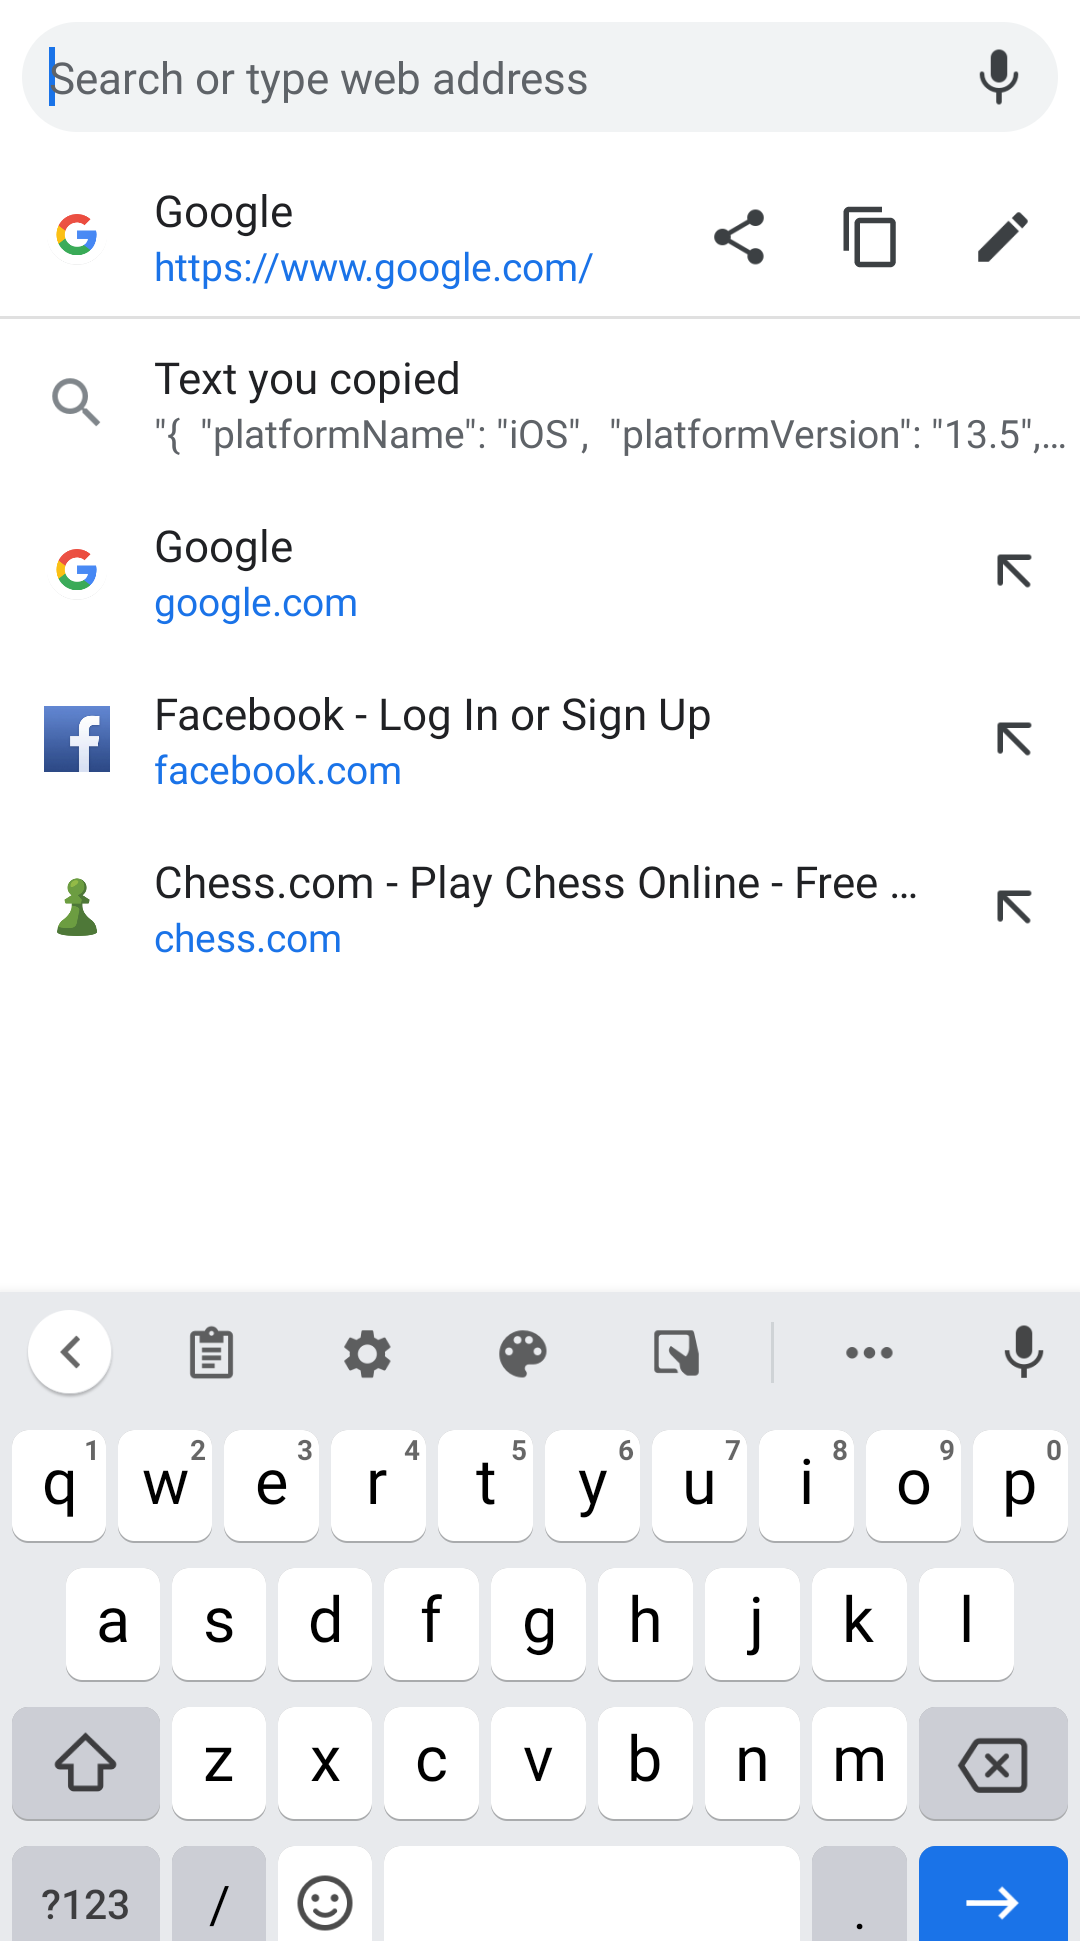 Search or type web address
Google
https://www.google.com/
Text you copied
"{  "platformName": "iOS",  "platformVersion": "13.5",...
Google
google.com
Facebook - Log In or Sign Up
facebook.com
Chess.com - Play Chess Online - Free ...
chess.com
q 1 w 2 e 3 r 4 t 5 y 6 u 7 i 8 o 9 p 0
a s d f g h j k l
z x c v b n m
?123 / .